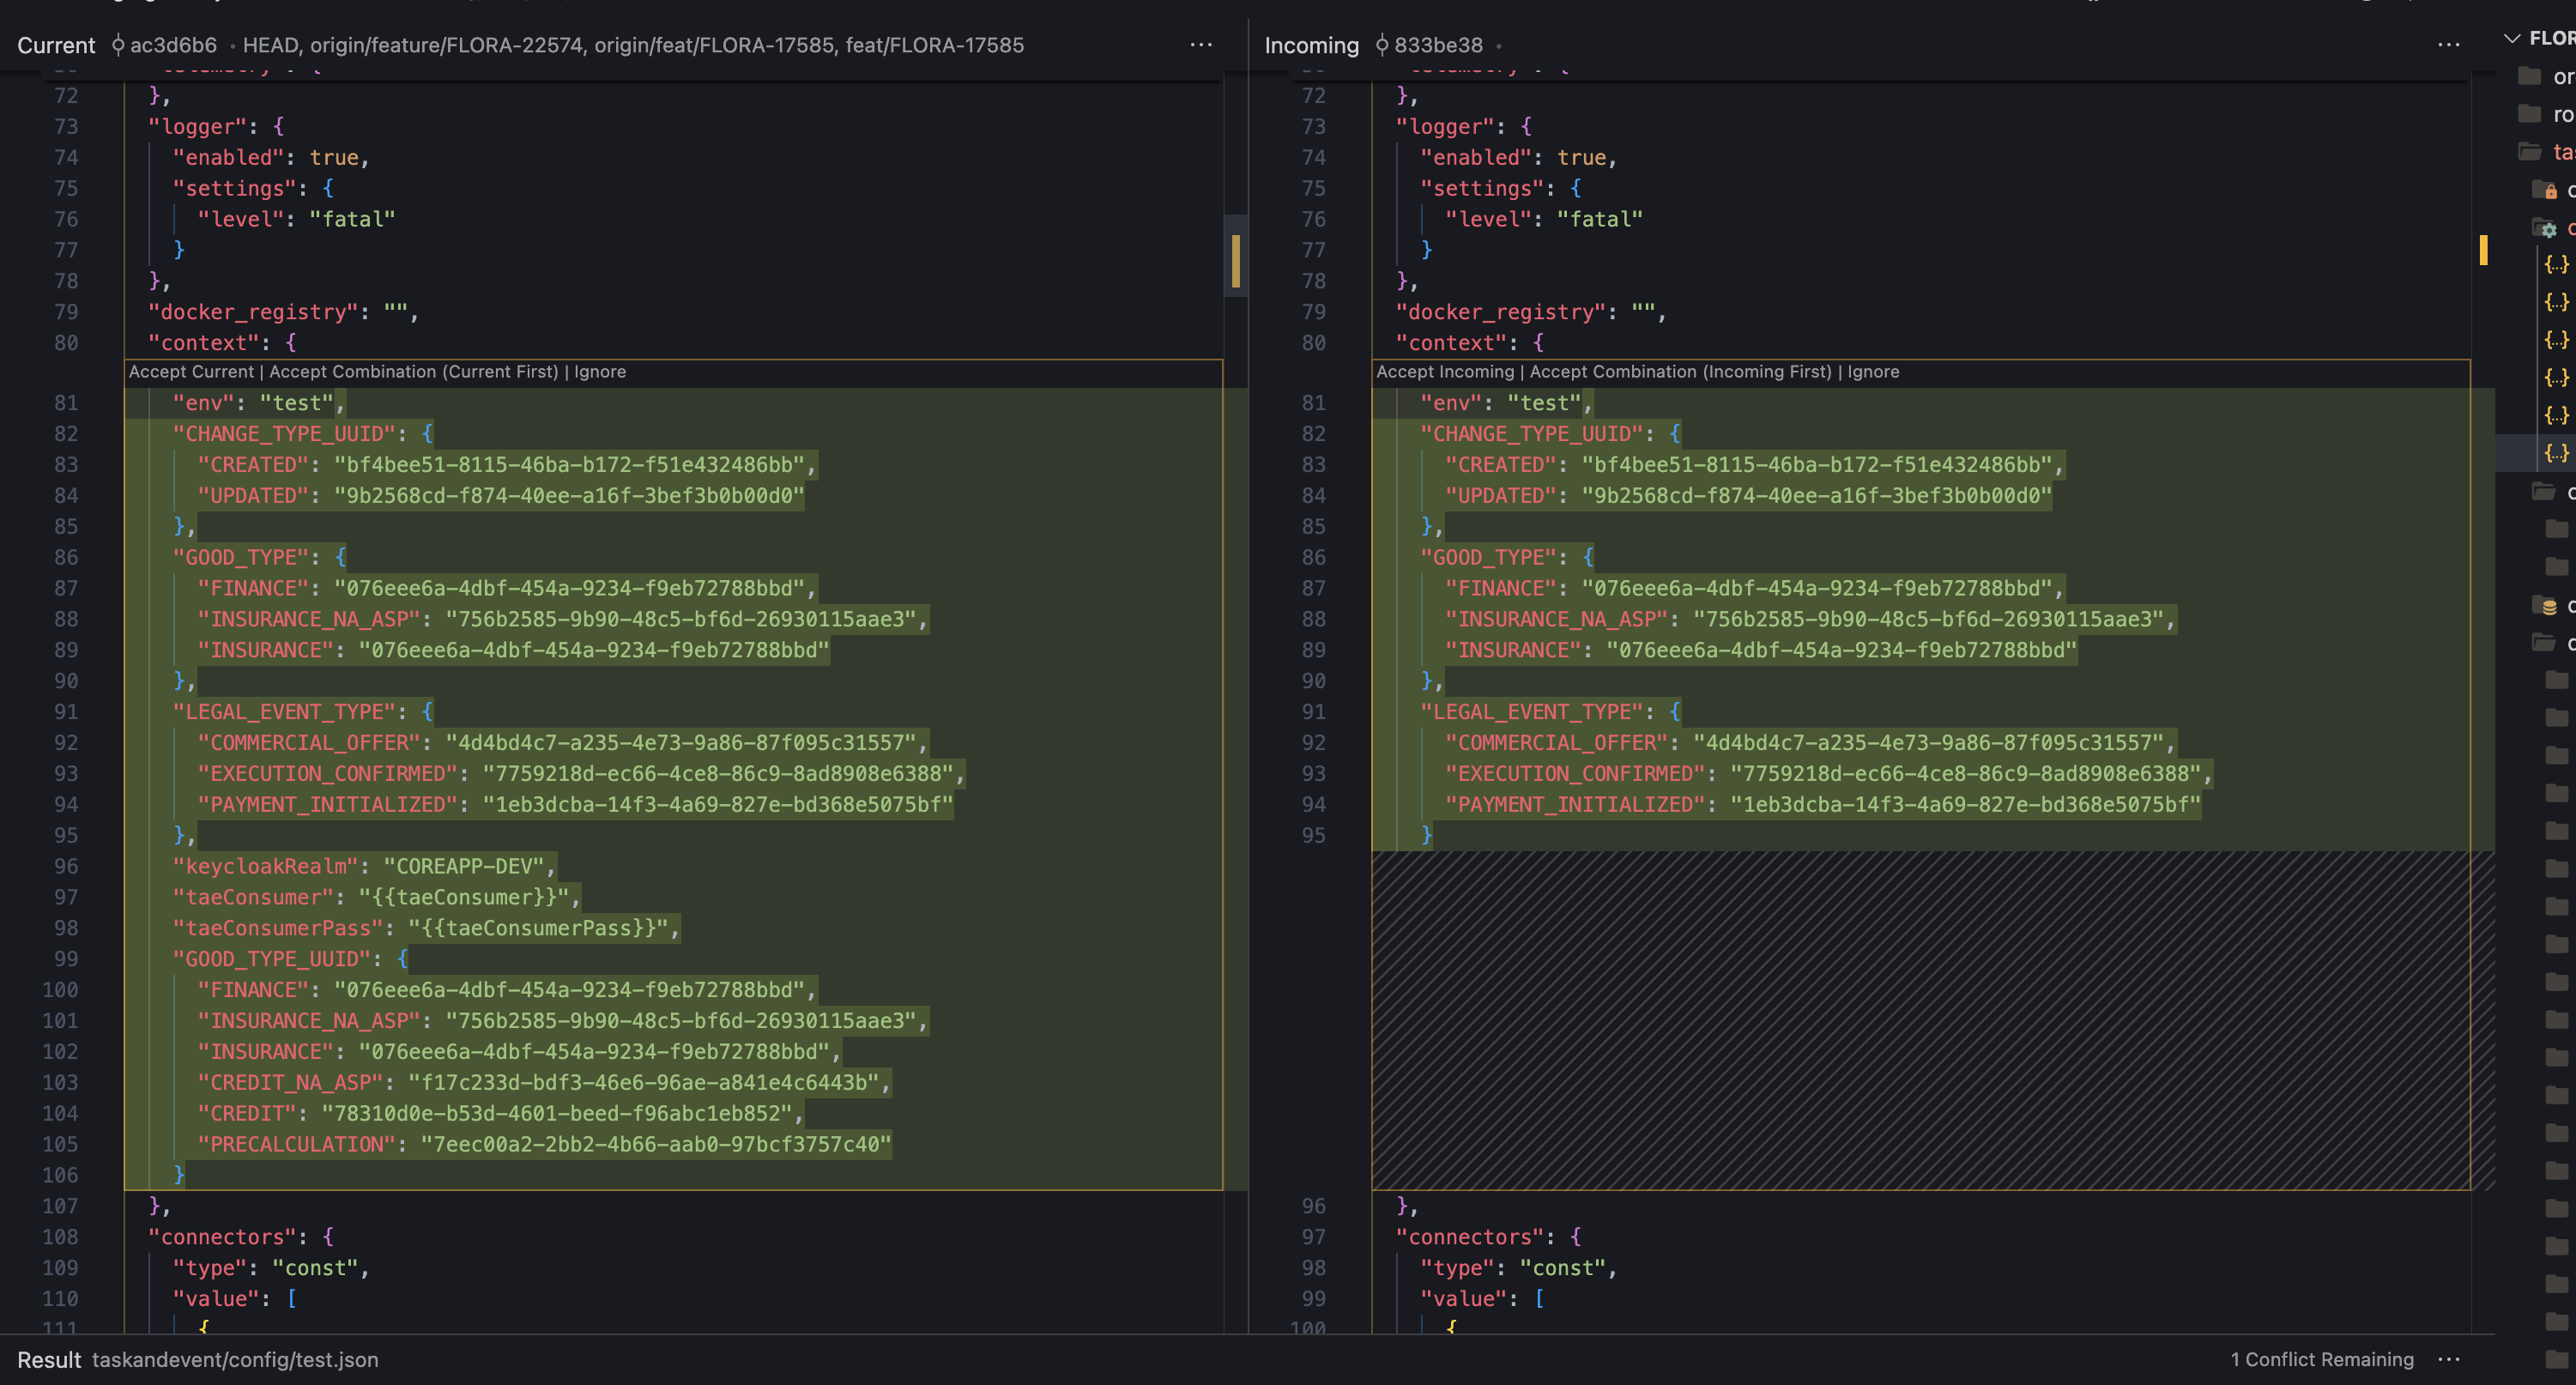 Current ac3d6b6 • HEAD, origin/feature/FLORA-22574, origin/feat/FLORA-17585, feat/FLORA-17585 ...
72 },
73 "logger": {
74 "enabled": true,
75 "settings": {
76 "level": "fatal"
77 }
78 },
79 "docker_registry": "",
80 "context": {
Accept Current | Accept Combination (Current First) | Ignore
81 "env": "test",
82 "CHANGE_TYPE_UUID": {
83 "CREATED": "bf4bee51-8115-46ba-b172-f51e432486bb",
84 "UPDATED": "9b2568cd-f874-40ee-a16f-3bef3b0b00d0"
85 },
86 "GOOD_TYPE": {
87 "FINANCE": "076eee6a-4dbf-454a-9234-f9eb72788bbd",
88 "INSURANCE_NA_ASP": "756b2585-9b90-48c5-bf6d-26930115aae3",
89 "INSURANCE": "076eee6a-4dbf-454a-9234-f9eb72788bbd"
90 },
91 "LEGAL_EVENT_TYPE": {
92 "COMMERCIAL_OFFER": "4d4bd4c7-a235-4e73-9a86-87f095c31557",
93 "EXECUTION_CONFIRMED": "7759218d-ec66-4ce8-86c9-8ad8908e6388",
94 "PAYMENT_INITIALIZED": "1eb3dcba-14f3-4a69-827e-bd368e5075bf"
95 },
96 "keycloakRealm": "COREAPP-DEV",
97 "taeConsumer": "{{taeConsumer}}",
98 "taeConsumerPass": "{{taeConsumerPass}}",
99 "GOOD_TYPE_UUID": {
100 "FINANCE": "076eee6a-4dbf-454a-9234-f9eb72788bbd",
101 "INSURANCE_NA_ASP": "756b2585-9b90-48c5-bf6d-26930115aae3",
102 "INSURANCE": "076eee6a-4dbf-454a-9234-f9eb72788bbd",
103 "CREDIT_NA_ASP": "f17c233d-bdf3-46e6-96ae-a841e4c6443b",
104 "CREDIT": "78310d0e-b53d-4601-beed-f96abc1eb852",
105 "PRECALCULATION": "7eec00a2-2bb2-4b66-aab0-97bcf3757c40"
106 }
107 },
108 "connectors": {
109 "type": "const",
110 "value": [
111 {
Incoming 833be38 • ...
72 },
73 "logger": {
74 "enabled": true,
75 "settings": {
76 "level": "fatal"
77 }
78 },
79 "docker_registry": "",
80 "context": {
Accept Incoming | Accept Combination (Incoming First) | Ignore
81 "env": "test",
82 "CHANGE_TYPE_UUID": {
83 "CREATED": "bf4bee51-8115-46ba-b172-f51e432486bb",
84 "UPDATED": "9b2568cd-f874-40ee-a16f-3bef3b0b00d0"
85 },
86 "GOOD_TYPE": {
87 "FINANCE": "076eee6a-4dbf-454a-9234-f9eb72788bbd",
88 "INSURANCE_NA_ASP": "756b2585-9b90-48c5-bf6d-26930115aae3",
89 "INSURANCE": "076eee6a-4dbf-454a-9234-f9eb72788bbd"
90 },
91 "LEGAL_EVENT_TYPE": {
92 "COMMERCIAL_OFFER": "4d4bd4c7-a235-4e73-9a86-87f095c31557",
93 "EXECUTION_CONFIRMED": "7759218d-ec66-4ce8-86c9-8ad8908e6388",
94 "PAYMENT_INITIALIZED": "1eb3dcba-14f3-4a69-827e-bd368e5075bf"
95 }
96 },
97 "connectors": {
98 "type": "const",
99 "value": [
100 {
Result taskandevent/config/test.json
1 Conflict Remaining ...